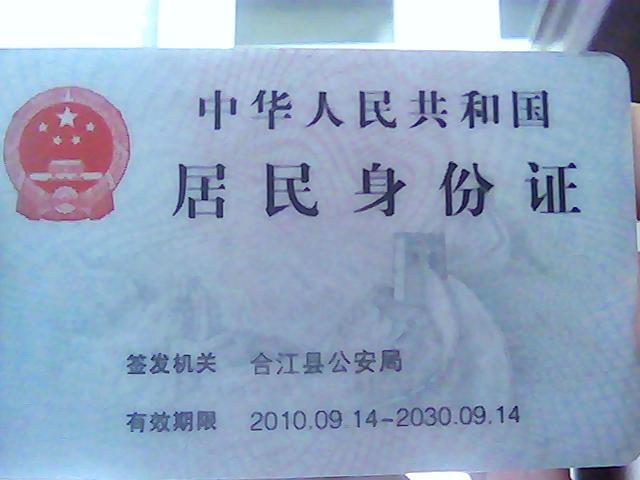 中华人民共和国
居民身份证
签发机关 合江县公安局
有效期限 2010.09.14-2030.09.14